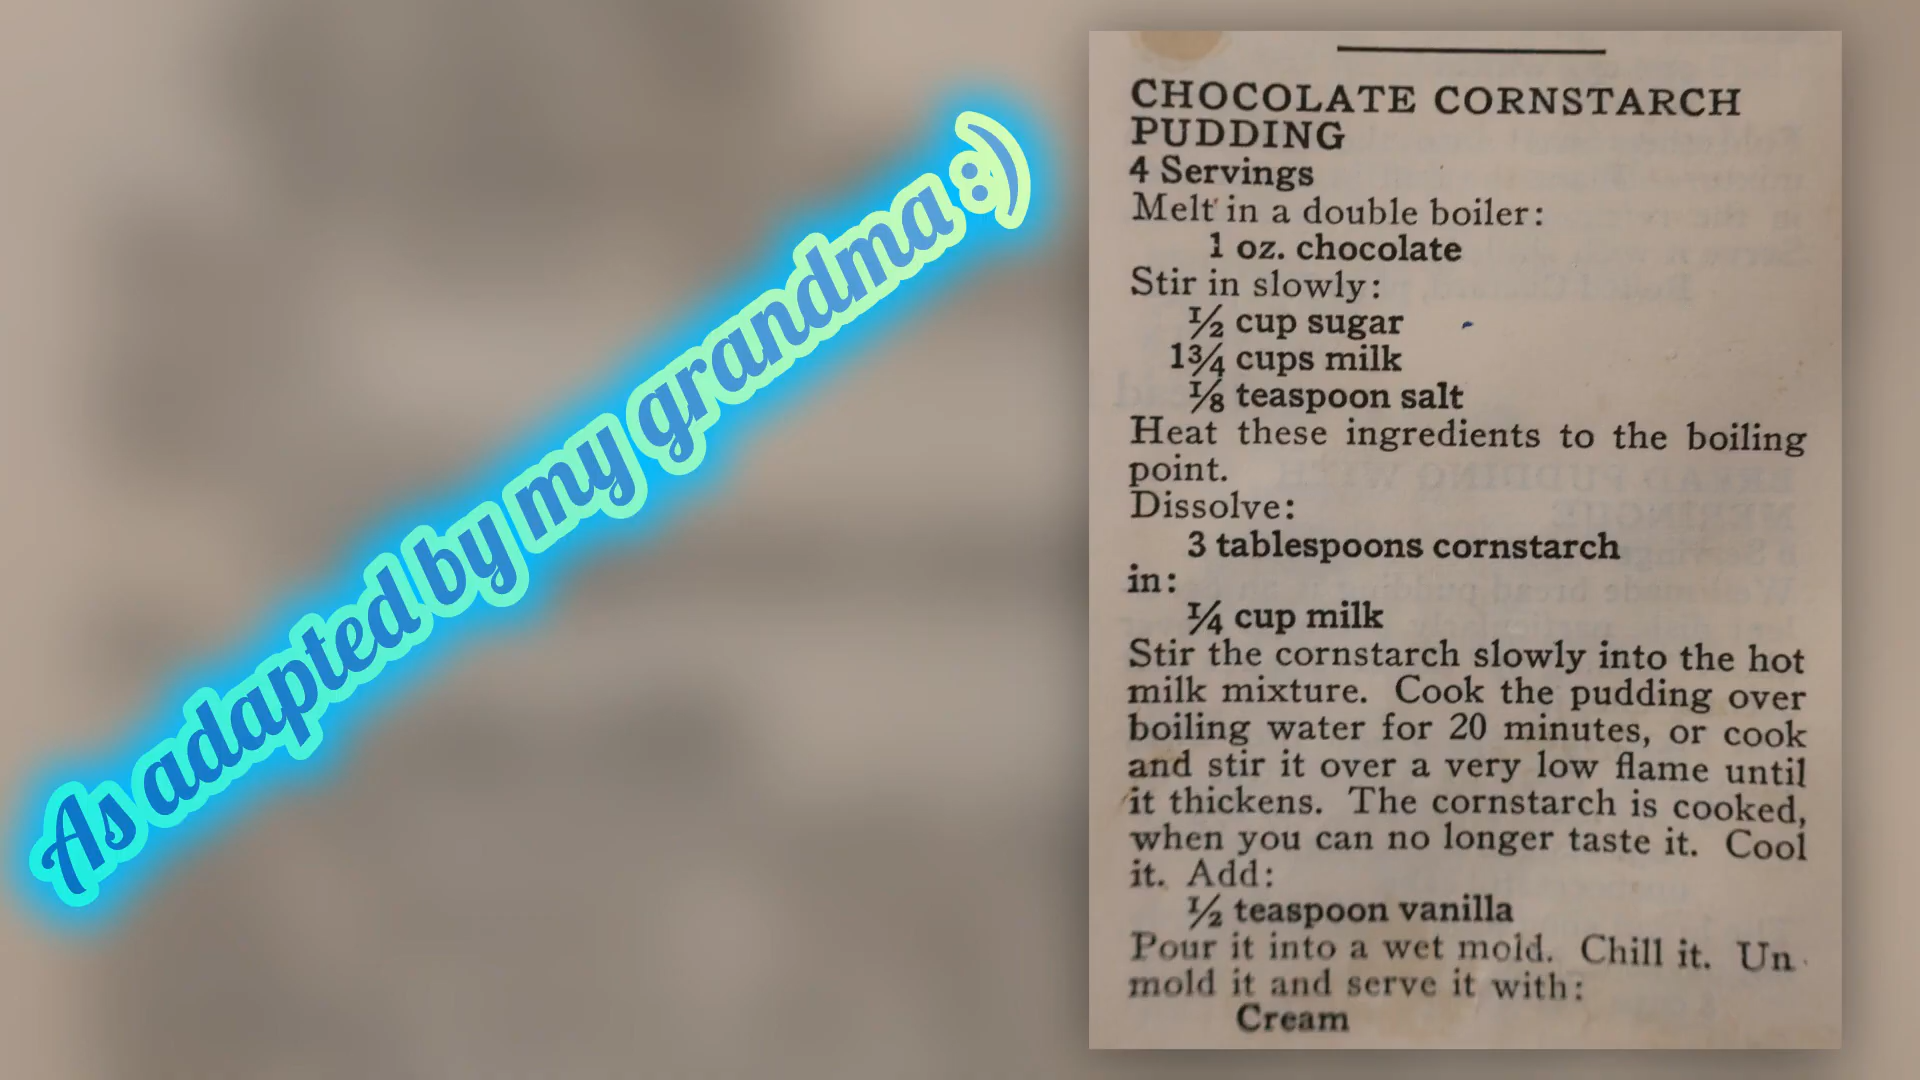 As adapted by my grandma :)
CHOCOLATE CORNSTARCH
PUDDING
4 Servings
Melt in a double boiler:
1 oz. chocolate
Stir in slowly:
1/2 cup sugar
1 3/4 cups milk
1/8 teaspoon salt
Heat these ingredients to the boiling
point.
Dissolve:
3 tablespoons cornstarch
in:
1/4 cup milk
Stir the cornstarch slowly into the hot
milk mixture. Cook the pudding over
boiling water for 20 minutes, or cook
and stir it over a very low flame until
it thickens. The cornstarch is cooked,
when you can no longer taste it. Cool
it. Add:
1/2 teaspoon vanilla
Pour it into a wet mold. Chill it. Un-
mold it and serve it with:
Cream